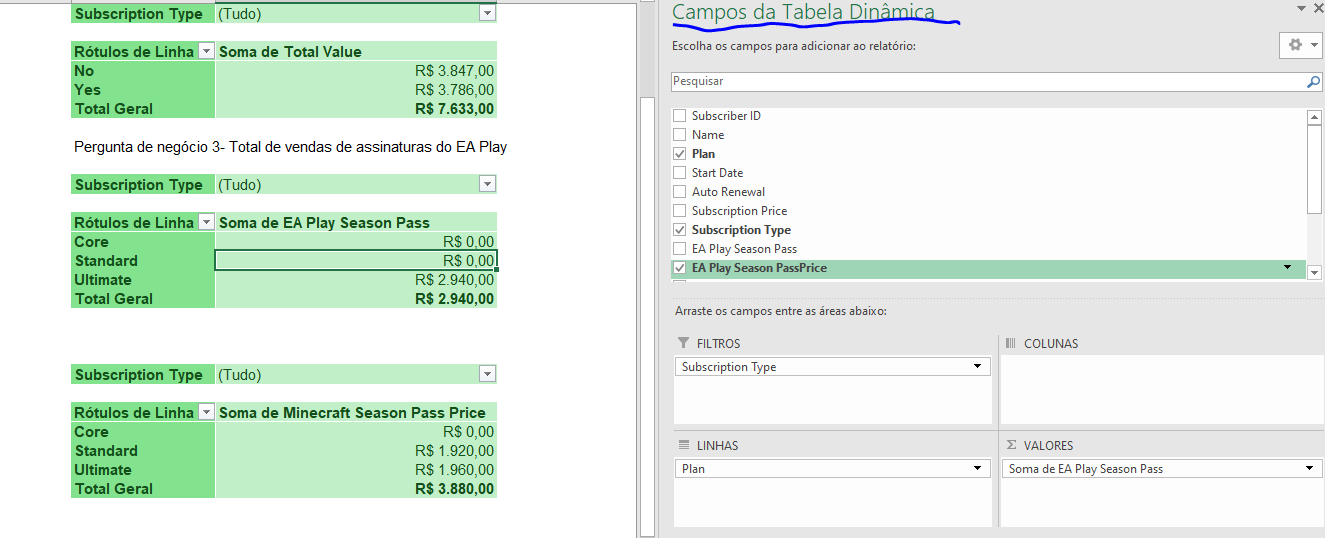 Subscription Type (Tudo)
Rótulos de Linha Soma de Total Value
No R$ 3.847,00
Yes R$ 3.786,00
Total Geral R$ 7.633,00
Pergunta de negócio 3- Total de vendas de assinaturas do EA Play
Subscription Type (Tudo)
Rótulos de Linha Soma de EA Play Season Pass
Core R$ 0,00
Standard R$ 0,00
Ultimate R$ 2.940,00
Total Geral R$ 2.940,00
Subscription Type (Tudo)
Rótulos de Linha Soma de Minecraft Season Pass Price
Core R$ 0,00
Standard R$ 1.920,00
Ultimate R$ 1.960,00
Total Geral R$ 3.880,00
Campos da Tabela Dinâmica
Escolha os campos para adicionar ao relatório:
Pesquisar
Subscriber ID
Name
Plan
Start Date
Auto Renewal
Subscription Price
Subscription Type
EA Play Season Pass
EA Play Season PassPrice
Arraste os campos entre as áreas abaixo:
FILTROS
Subscription Type
COLUNAS
LINHAS
Plan
Σ VALORES
Soma de EA Play Season Pass